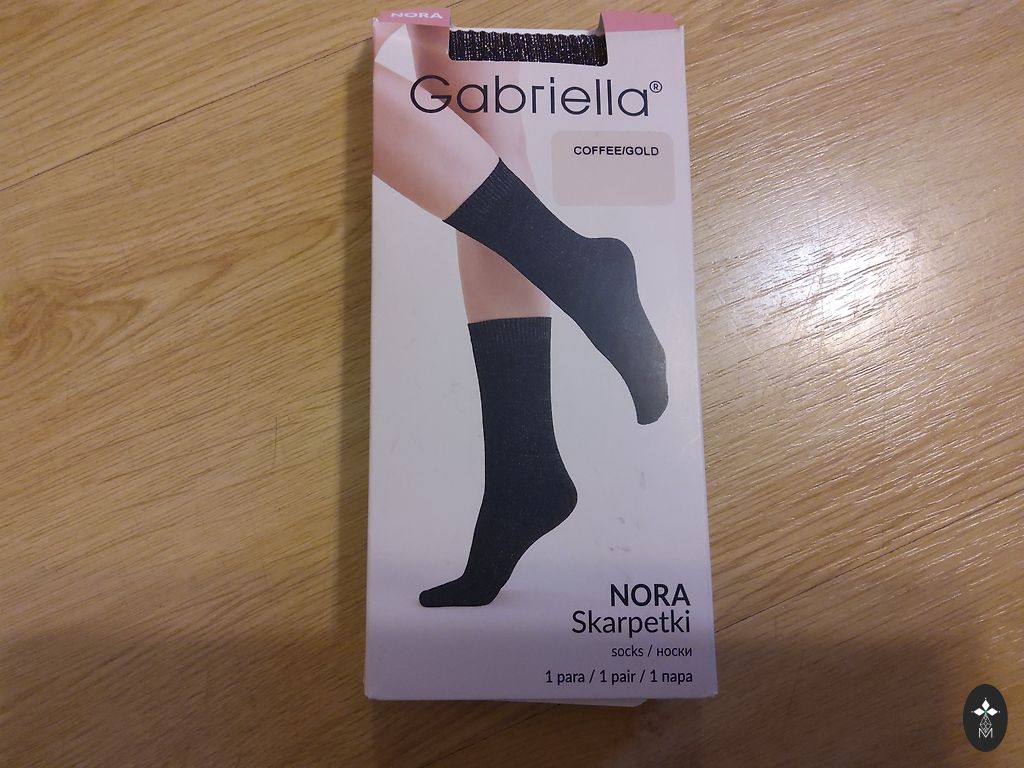 NORA
Gabriella®
COFFEE/GOLD
NORA
Skarpetki
socks / носки
1 para / 1 pair / 1 пара
M